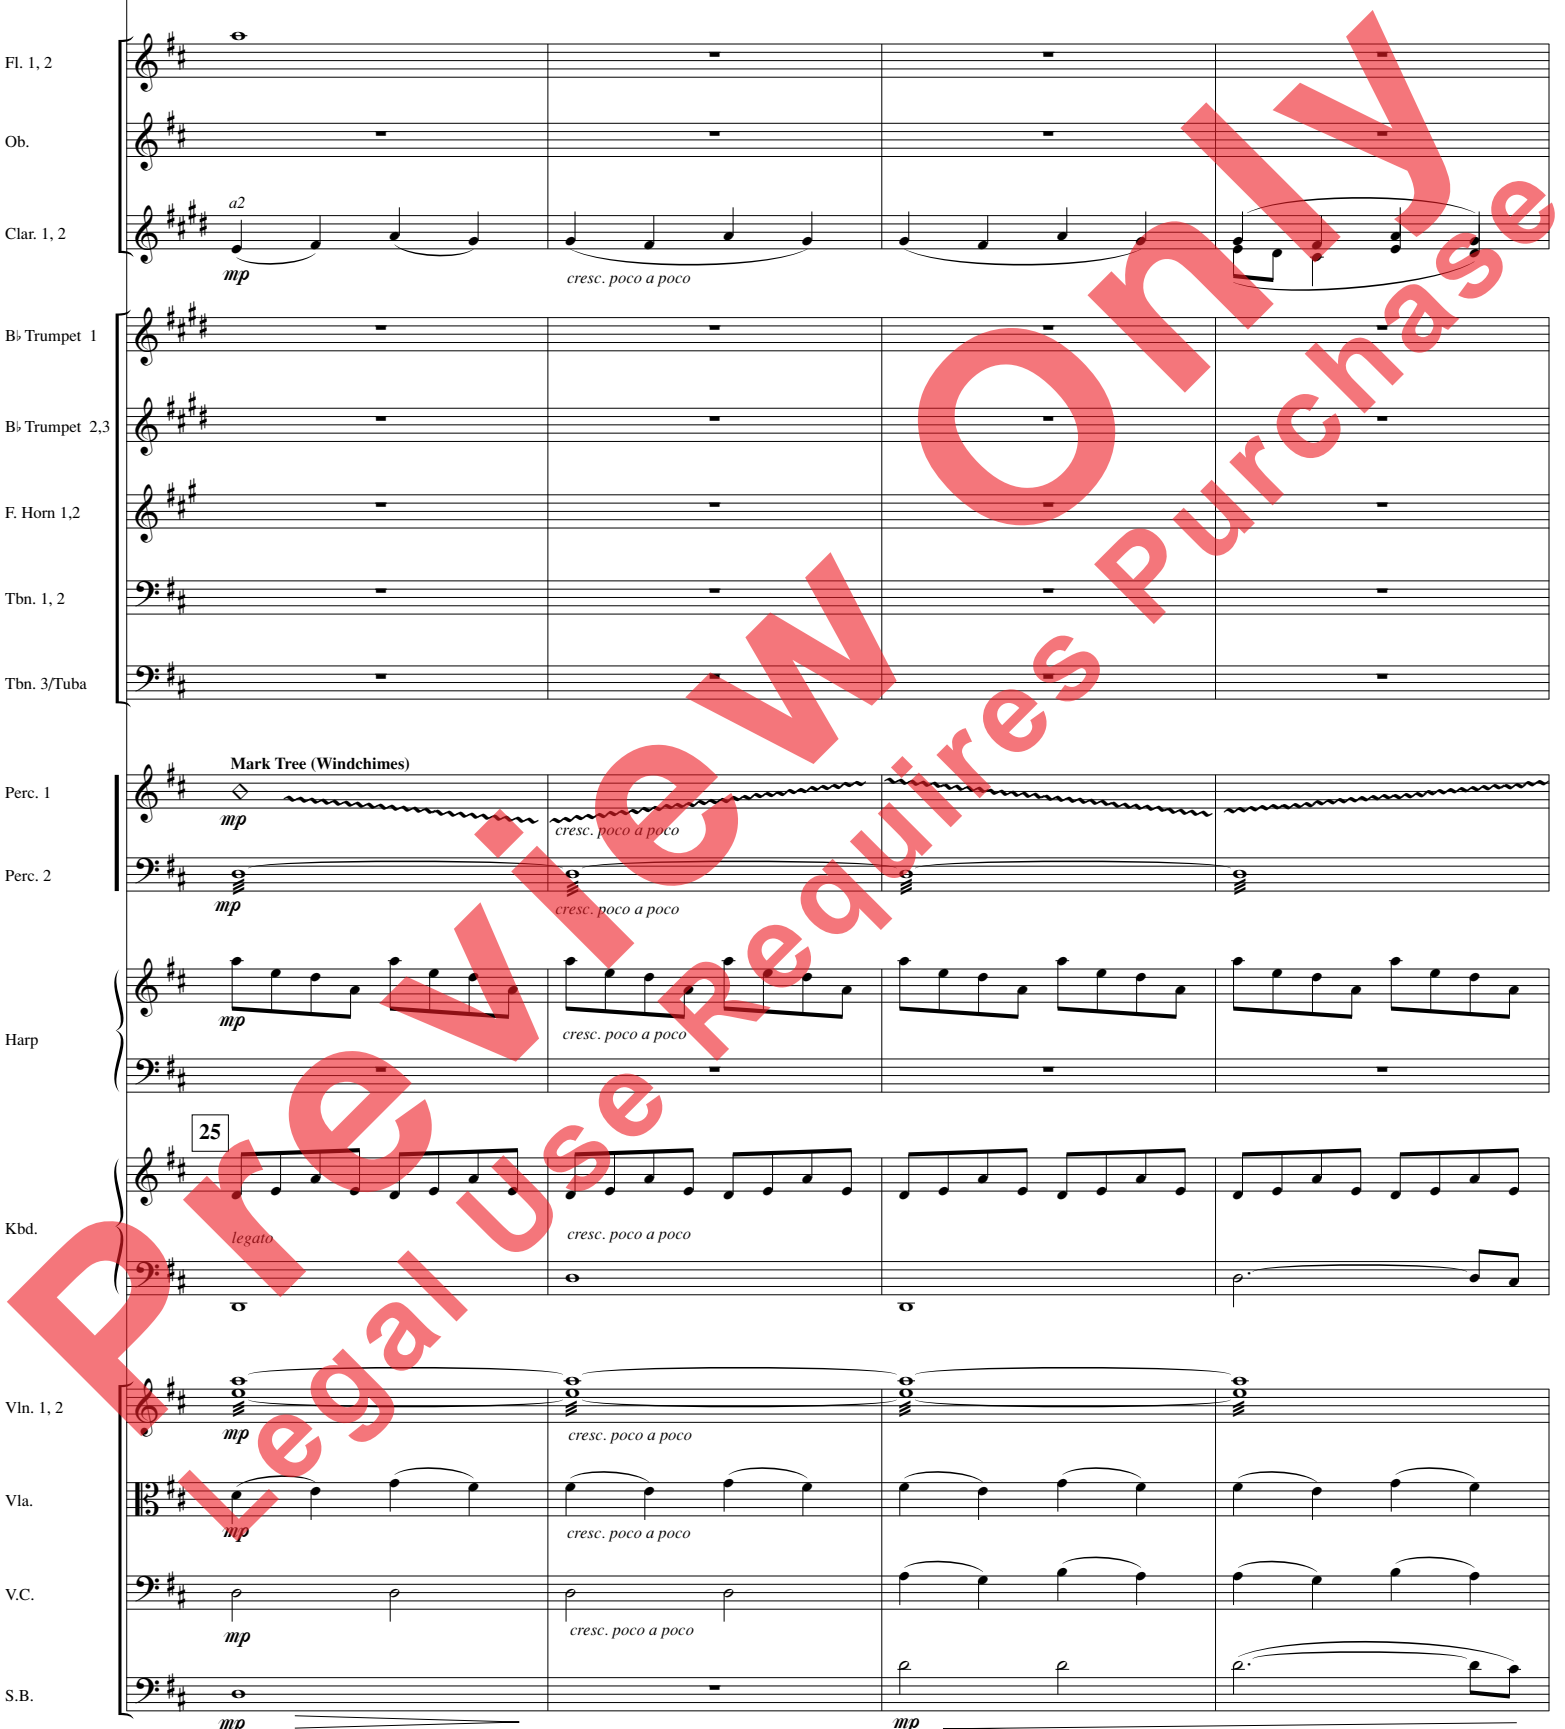 Fl. 1, 2
Ob.
Clar. 1, 2
a2
mp
cresc. poco a poco
B♭ Trumpet 1
B♭ Trumpet 2,3
F. Horn 1,2
Tbn. 1, 2
Tbn. 3/Tuba
Mark Tree (Windchimes)
Perc. 1
mp
cresc. poco a poco
Perc. 2
mp
cresc. poco a poco
Harp
mp
cresc. poco a poco
25
Kbd.
legato
cresc. poco a poco
Vln. 1, 2
mp
cresc. poco a poco
Vla.
mp
cresc. poco a poco
V.C.
mp
cresc. poco a poco
S.B.
mp
mp
Preview Only
Legal Use Requires Purchase